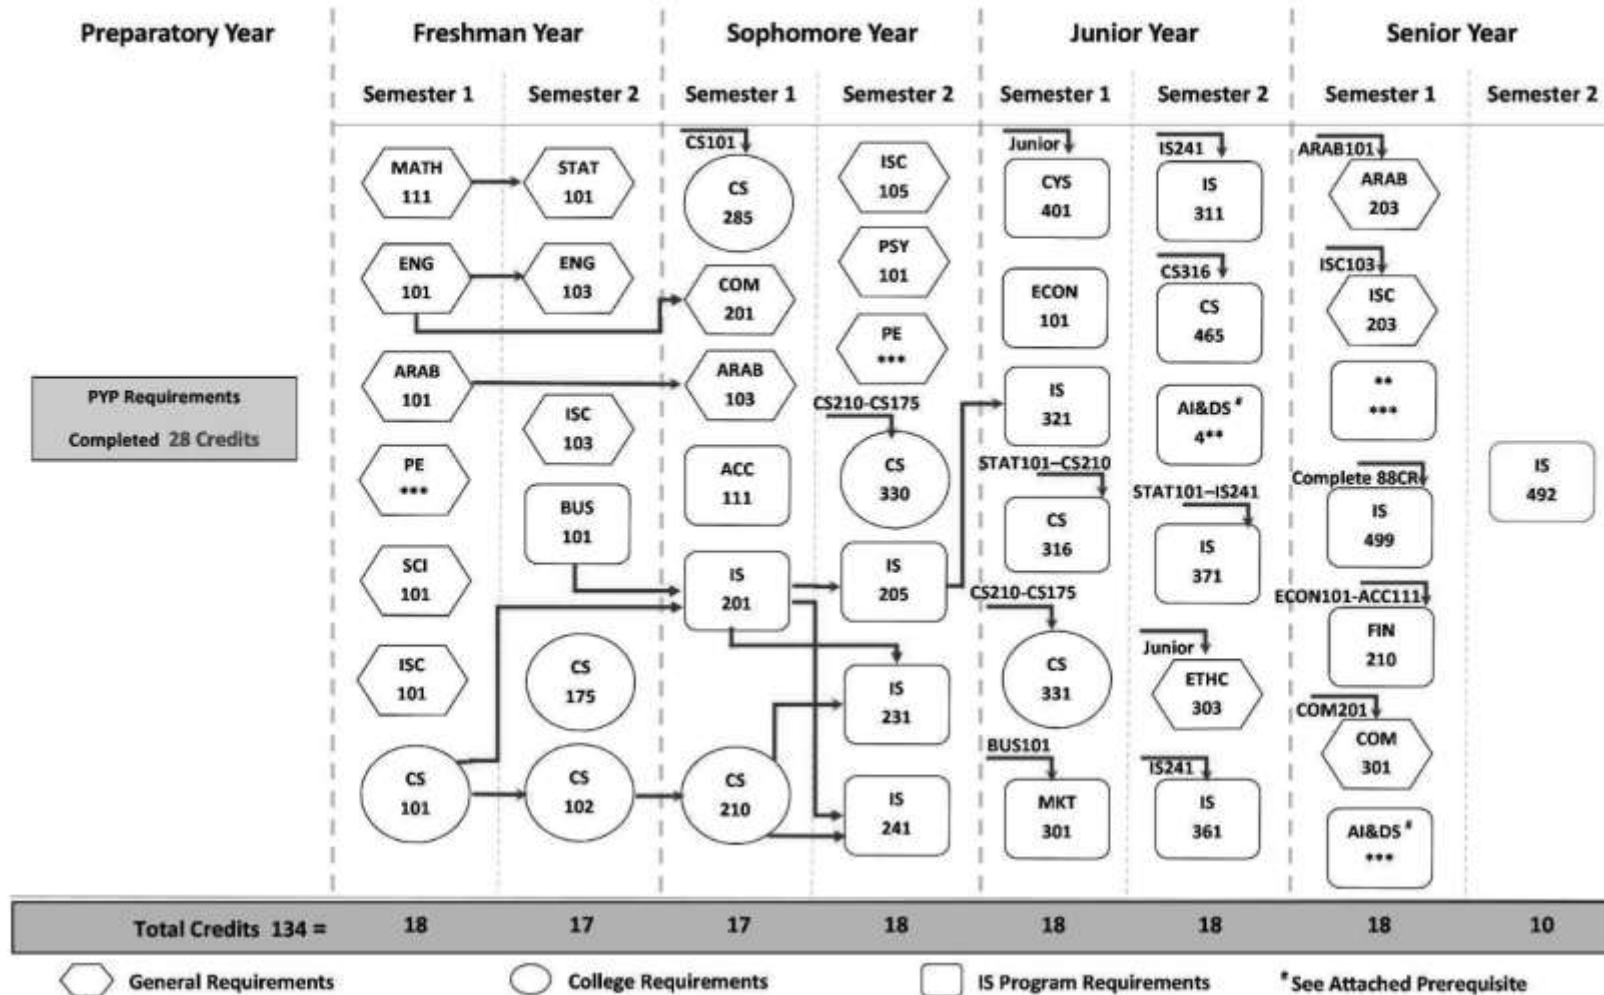 Preparatory Year
Freshman Year
Sophomore Year
Junior Year
Senior Year
Semester 1
Semester 2
Semester 1
Semester 2
Semester 1
Semester 2
Semester 1
Semester 2
PYP Requirements
Completed 28 Credits
MATH
111
ENG
101
ARAB
101
PE
***
SCI
101
ISC
101
CS
101
STAT
101
ENG
103
ISC
103
BUS
101
CS
175
CS
102
CS101
CS
285
COM
201
ARAB
103
ACC
111
IS
201
CS
210
ISC
105
PSY
101
PE
***
CS210-CS175
CS
330
IS
205
IS
231
IS
241
Junior
CYS
401
ECON
101
IS
321
STAT101–CS210
CS
316
CS210-CS175
CS
331
BUS101
MKT
301
IS241
IS
311
CS316
CS
465
AI&DS #
4**
STAT101–IS241
IS
371
Junior
ETHC
303
IS241
IS
361
ARAB101
ARAB
203
ISC103
ISC
203
**
***
Complete 88CR
IS
499
ECON101-ACC111
FIN
210
COM201
COM
301
AI&DS #
***
IS
492
Total Credits 134 = 18 17 17 18 18 18 18 10
General Requirements
College Requirements
IS Program Requirements
#See Attached Prerequisite